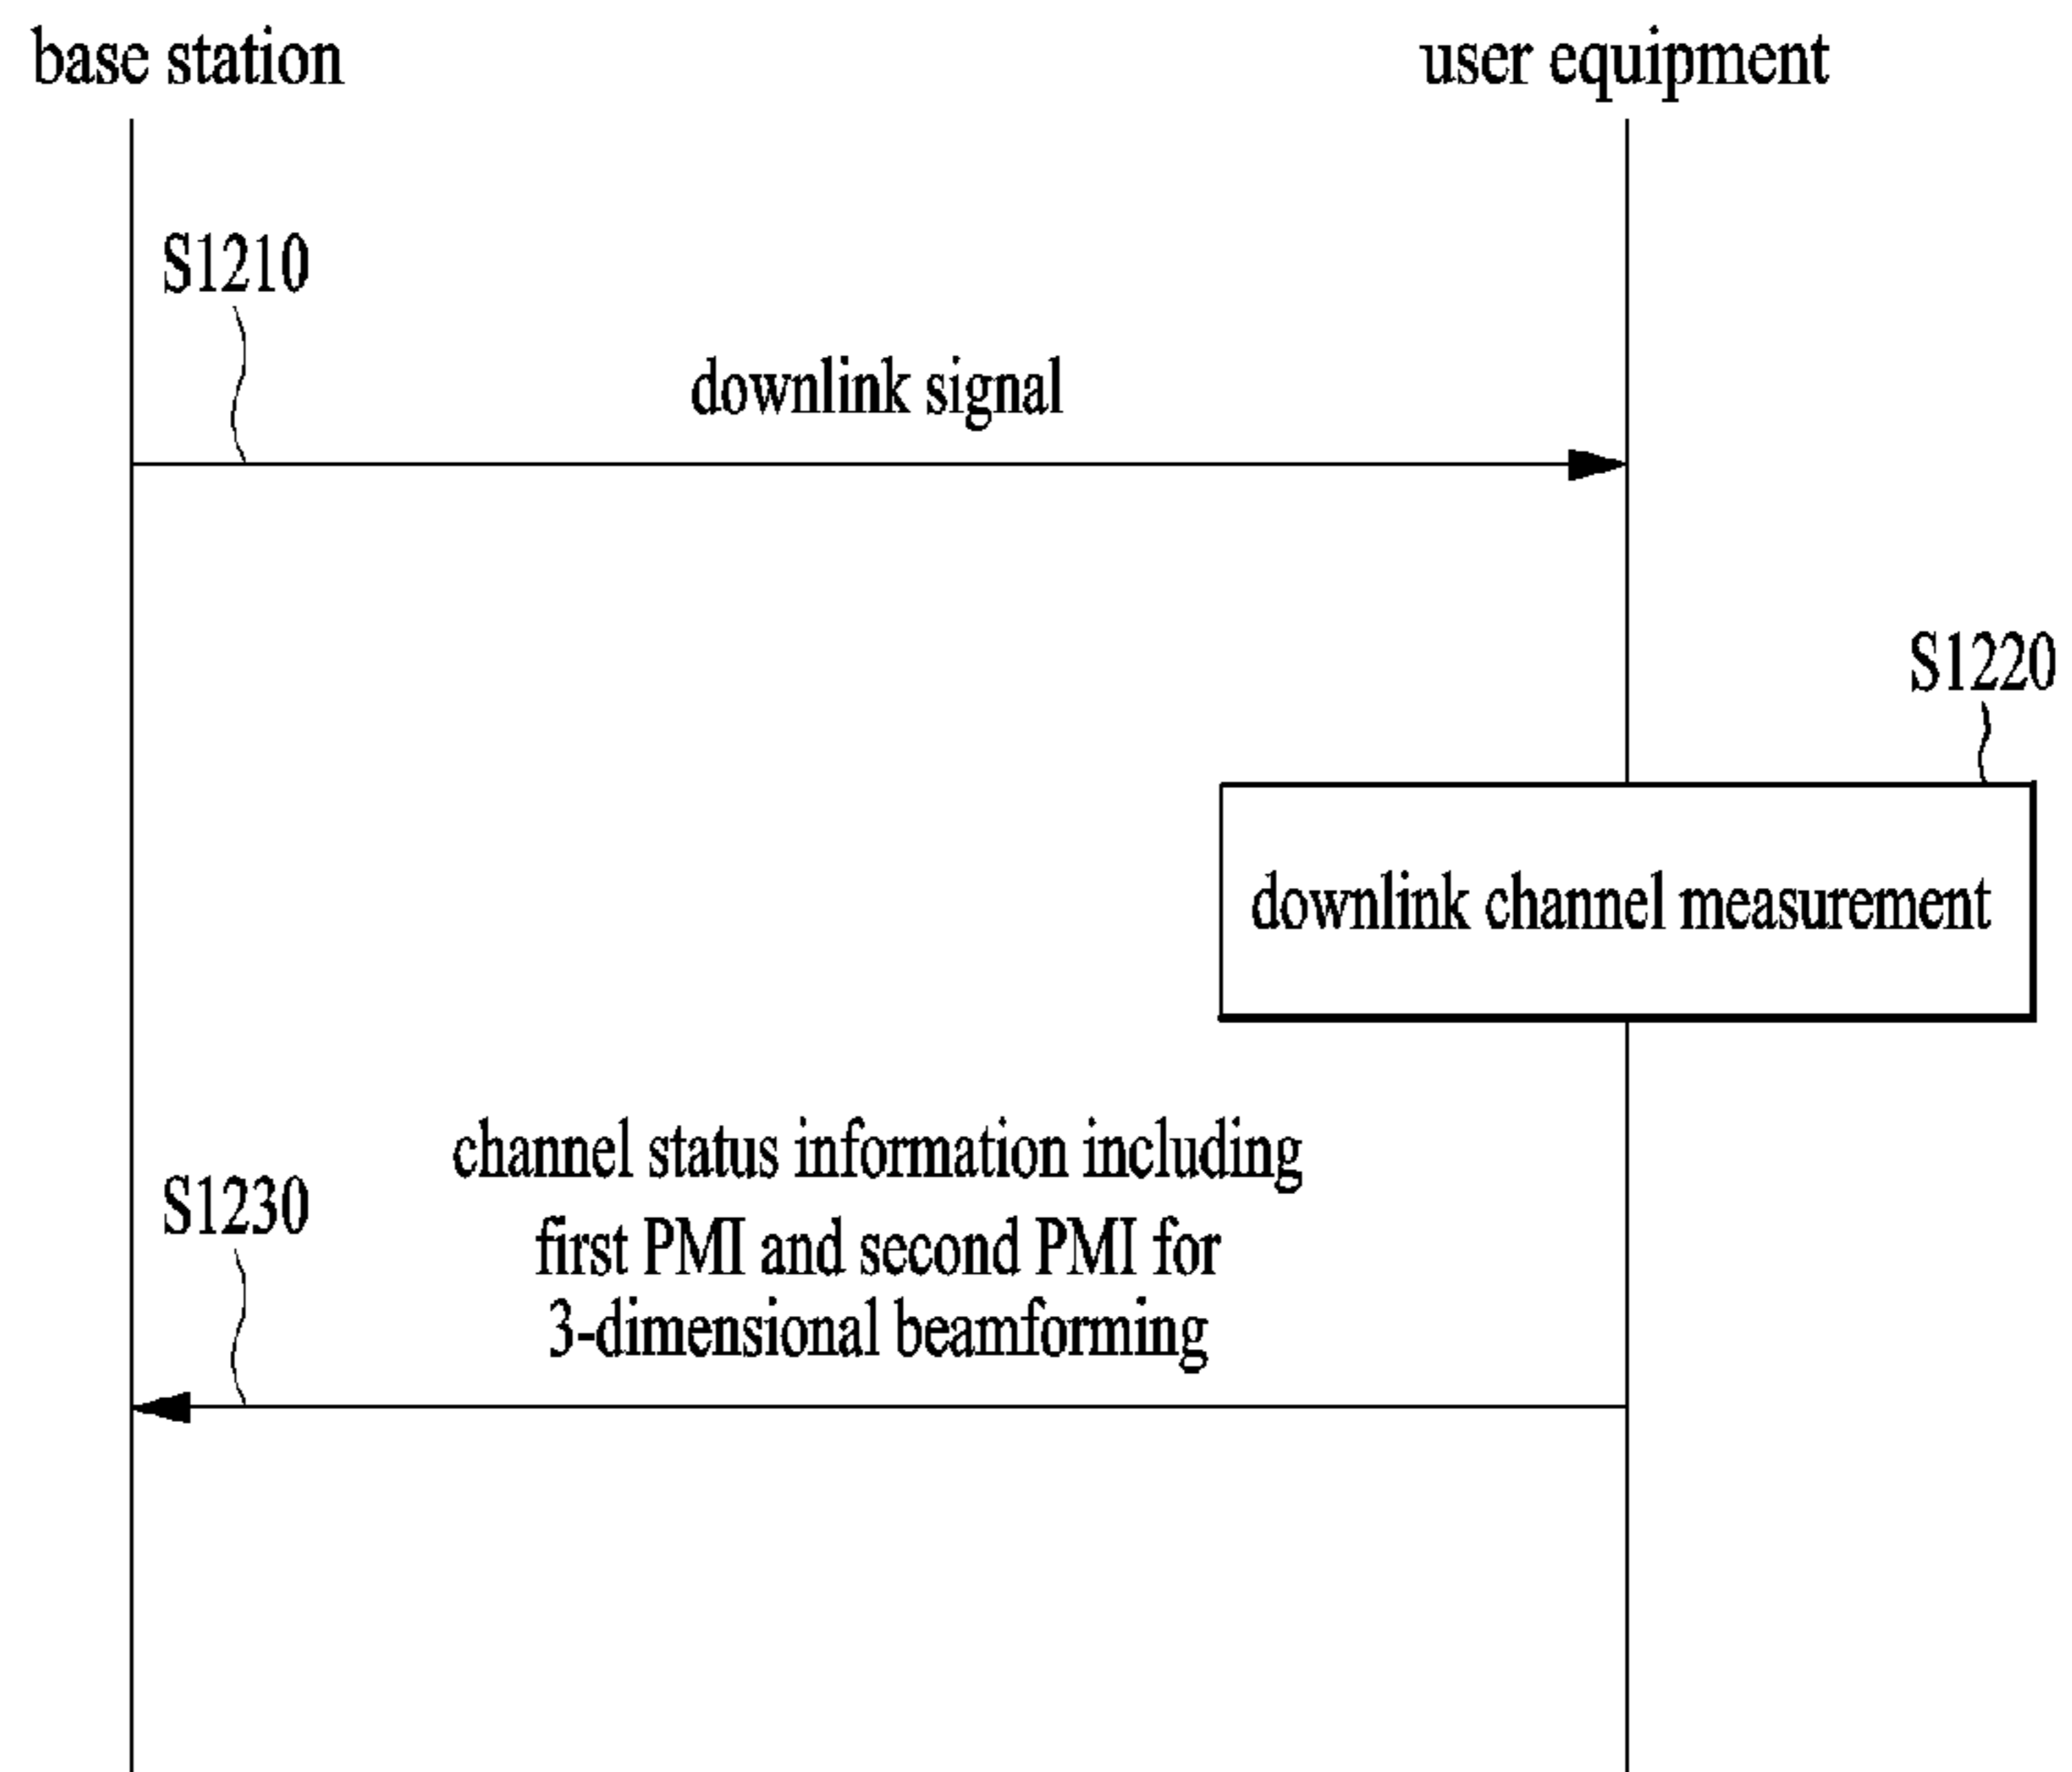 base station
user equipment
S1210
downlink signal
S1220
downlink channel measurement
channel status information including
first PMI and second PMI for
3-dimensional beamforming
S1230